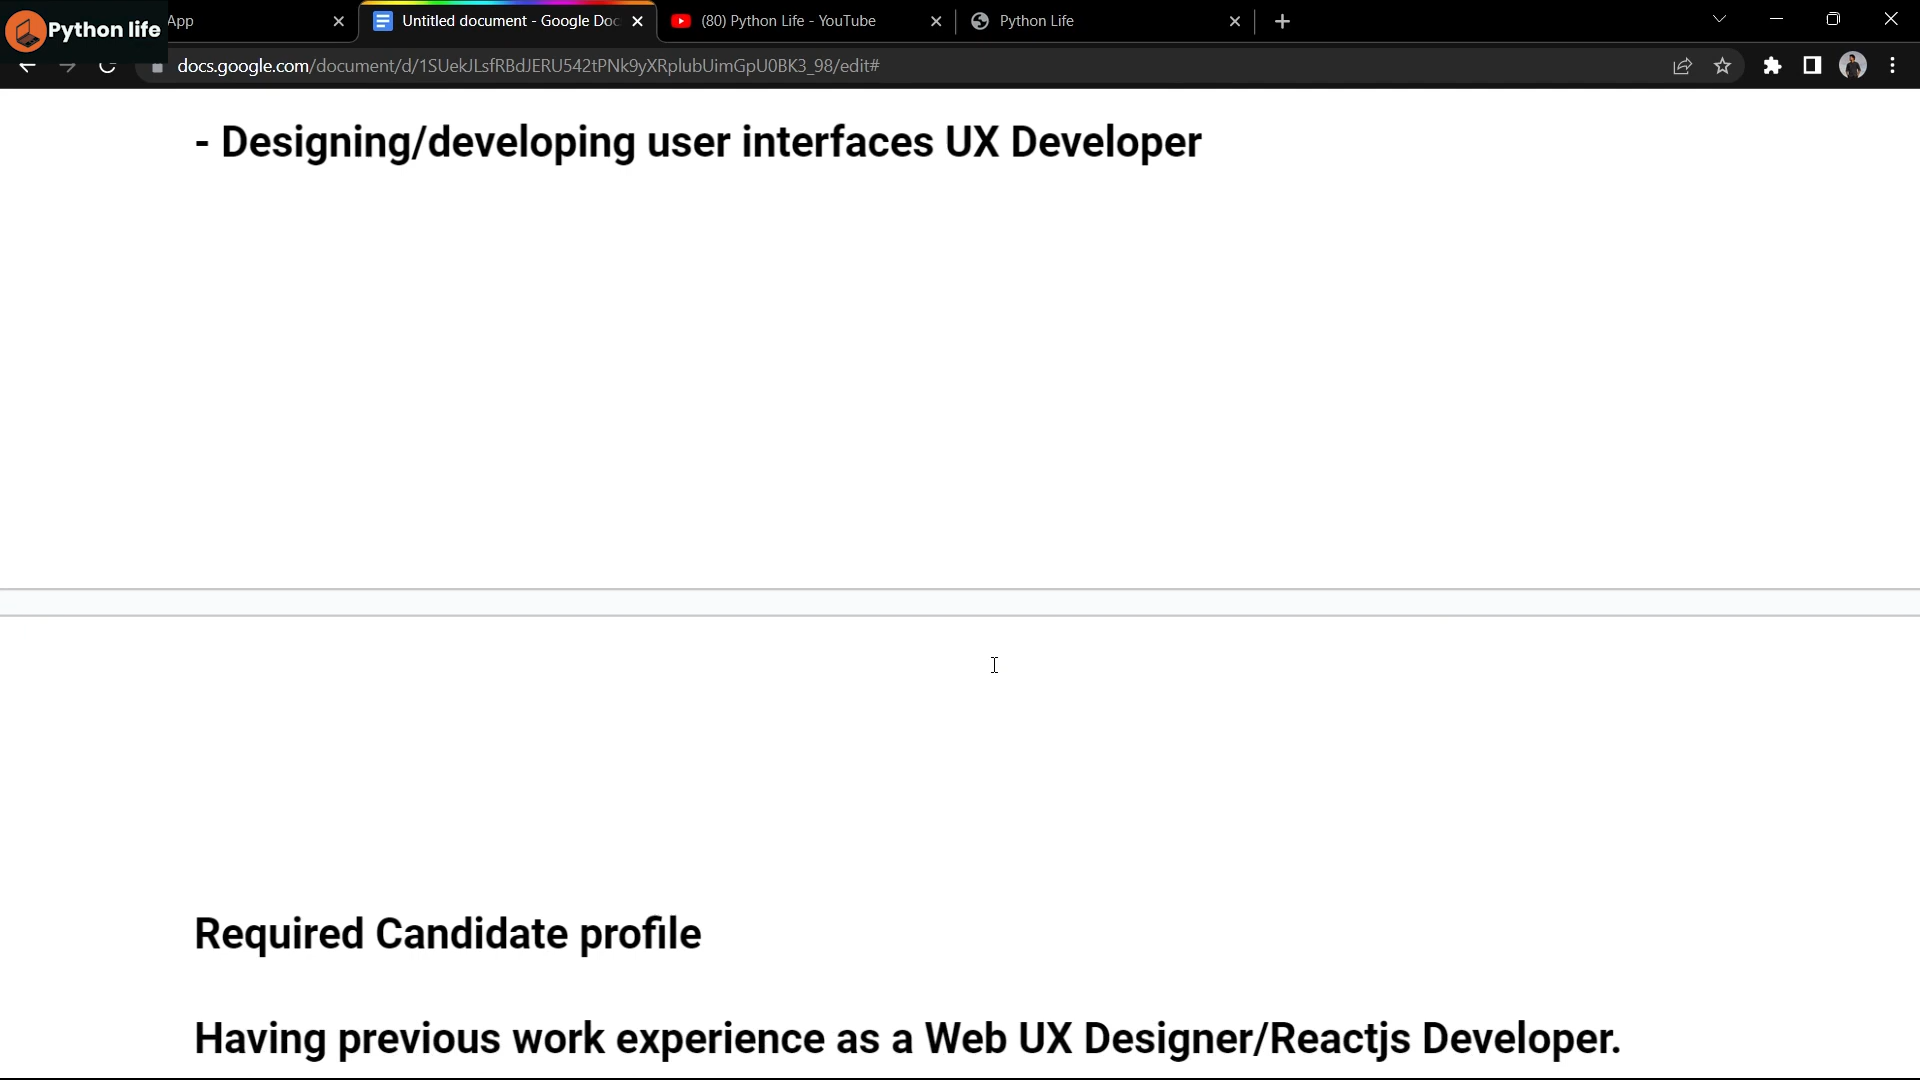 Python life
App
Untitled document - Google Doc
(80) Python Life - YouTube
Python Life
docs.google.com/document/d/1SUekJLsfRBdJERU542tPNk9yXRplubUimGpU0BK3_98/edit#
- Designing/developing user interfaces UX Developer
Required Candidate profile
Having previous work experience as a Web UX Designer/Reactjs Developer.